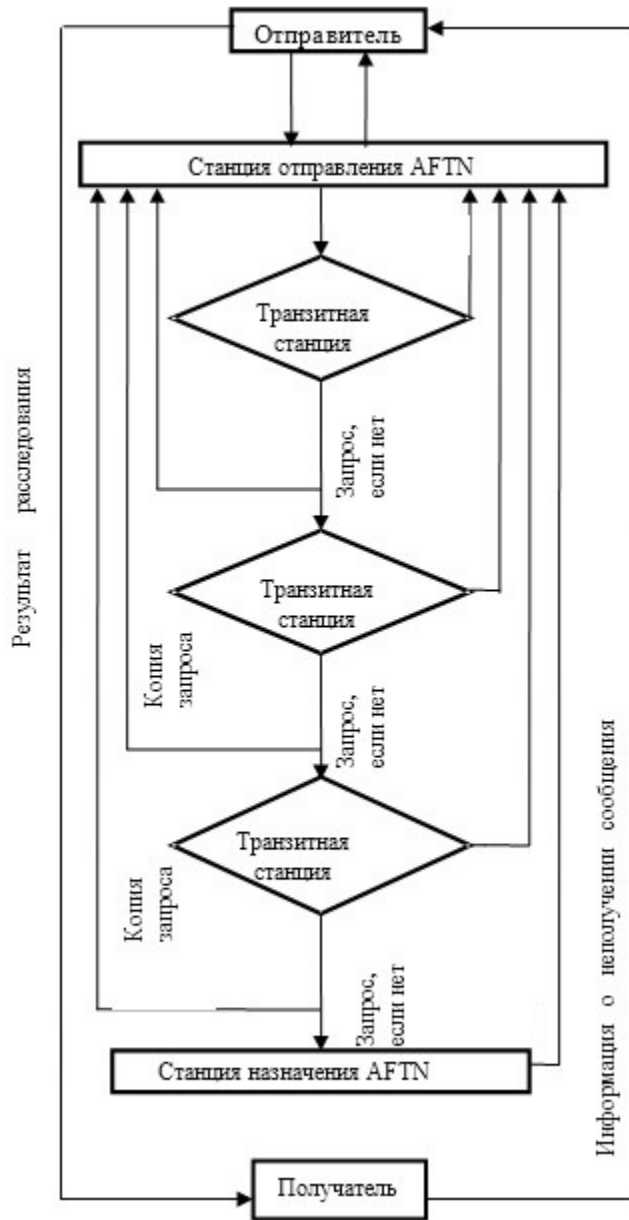 Отправитель
Станция отправления AFTN
Транзитная
станция
Запрос,
если нет
Результат расследования
Транзитная
станция
Копия
запроса
Запрос,
если нет
Транзитная
станция
Копия
запроса
Запрос,
если нет
Информация о неполучении сообщения
Станция назначения AFTN
Получатель